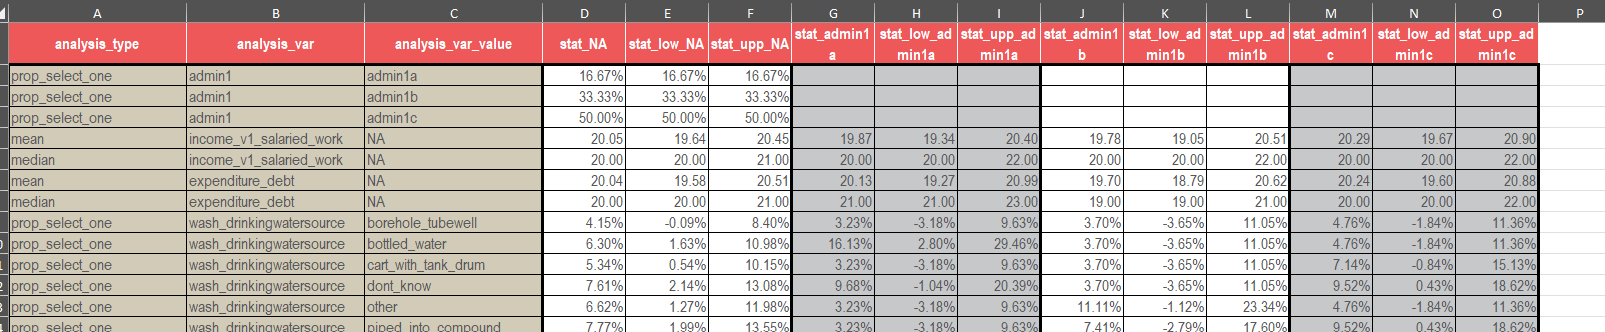 A B C D E F G H I J K L M N O P
analysis_type analysis_var analysis_var_value stat_NA stat_low_NA stat_upp_NA stat_admin1a stat_low_admin1a stat_upp_admin1a stat_admin1b stat_low_admin1b stat_upp_admin1b stat_admin1c stat_low_admin1c stat_upp_admin1c
prop_select_one admin1 admin1a 16.67% 16.67% 16.67%
prop_select_one admin1 admin1b 33.33% 33.33% 33.33%
prop_select_one admin1 admin1c 50.00% 50.00% 50.00%
mean income_v1_salaried_work NA 20.05 19.64 20.45 19.87 19.34 20.40 19.78 19.05 20.51 20.29 19.67 20.90
median income_v1_salaried_work NA 20.00 20.00 21.00 20.00 20.00 22.00 20.00 20.00 22.00 20.00 20.00 22.00
mean expenditure_debt NA 20.04 19.58 20.51 20.13 19.27 20.99 19.70 18.79 20.62 20.24 19.60 20.88
median expenditure_debt NA 20.00 20.00 21.00 21.00 21.00 23.00 19.00 19.00 21.00 20.00 20.00 22.00
prop_select_one wash_drinkingwatersource borehole_tubewell 4.15% -0.09% 8.40% 3.23% -3.18% 9.63% 3.70% -3.65% 11.05% 4.76% -1.84% 11.36%
prop_select_one wash_drinkingwatersource bottled_water 6.30% 1.63% 10.98% 16.13% 2.80% 29.46% 3.70% -3.65% 11.05% 4.76% -1.84% 11.36%
prop_select_one wash_drinkingwatersource cart_with_tank_drum 5.34% 0.54% 10.15% 3.23% -3.18% 9.63% 3.70% -3.65% 11.05% 7.14% -0.84% 15.13%
prop_select_one wash_drinkingwatersource dont_know 7.61% 2.14% 13.08% 9.68% -1.04% 20.39% 3.70% -3.65% 11.05% 9.52% 0.43% 18.62%
prop_select_one wash_drinkingwatersource other 6.62% 1.27% 11.98% 3.23% -3.18% 9.63% 11.11% -1.12% 23.34% 4.76% -1.84% 11.36%
prop_select_one wash_drinkingwatersource piped_into_compound 7.77% 1.99% 13.55% 3.23% -3.18% 9.63% 7.41% -2.79% 17.60% 9.52% 0.43% 18.62%